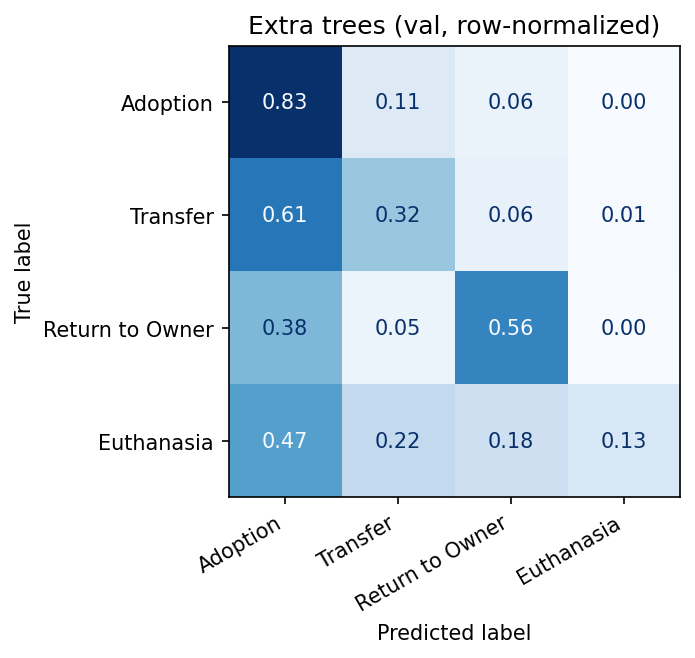 Extra trees (val, row-normalized)
True label
Adoption 0.83 0.11 0.06 0.00
Transfer 0.61 0.32 0.06 0.01
Return to Owner 0.38 0.05 0.56 0.00
Euthanasia 0.47 0.22 0.18 0.13
Adoption Transfer Return to Owner Euthanasia
Predicted label